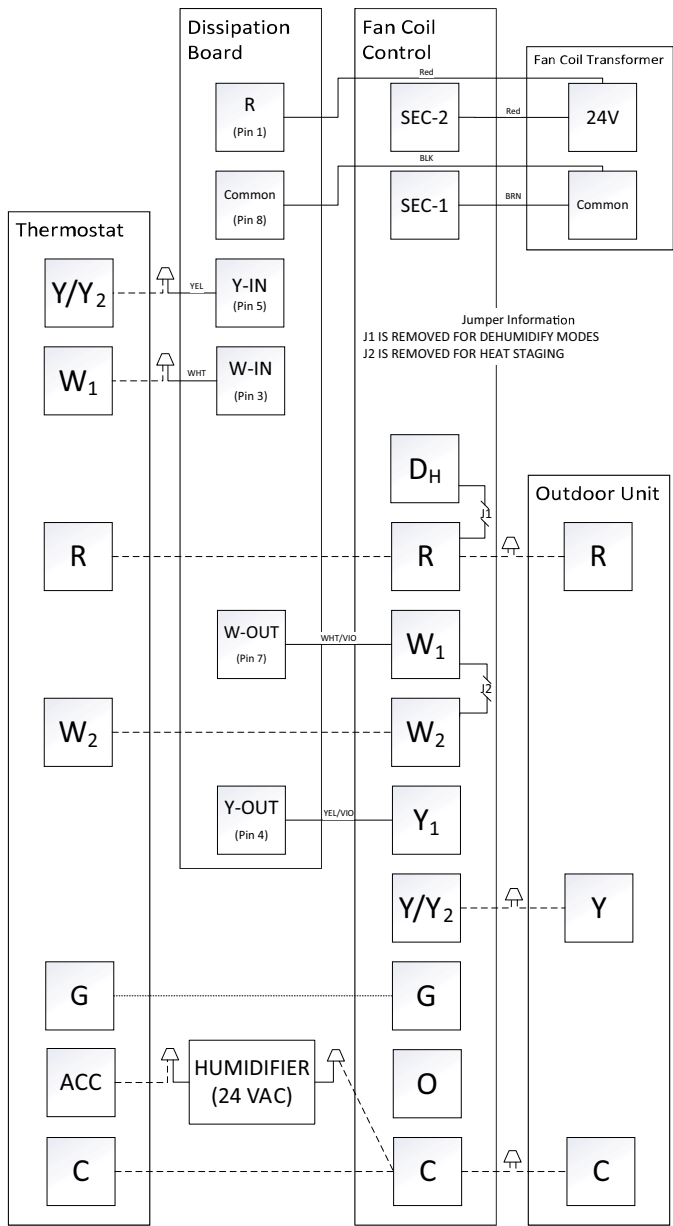 Dissipation
Board
R
(Pin 1)
Common
(Pin 8)
Y-IN
(Pin 5)
W-IN
(Pin 3)
W-OUT
(Pin 7)
Y-OUT
(Pin 4)
Fan Coil
Control
SEC-2
SEC-1
Fan Coil Transformer
24V
Common
Red
Red
BLK
BRN
Thermostat
Y/Y2
W1
R
W2
G
ACC
C
YEL
WHT
Jumper Information
J1 IS REMOVED FOR DEHUMIDIFY MODES
J2 IS REMOVED FOR HEAT STAGING
DH
J1
R
WHT/VIO
W1
J2
W2
YEL/VIO
Y1
Y/Y2
G
O
C
HUMIDIFIER
(24 VAC)
Outdoor Unit
R
Y
C